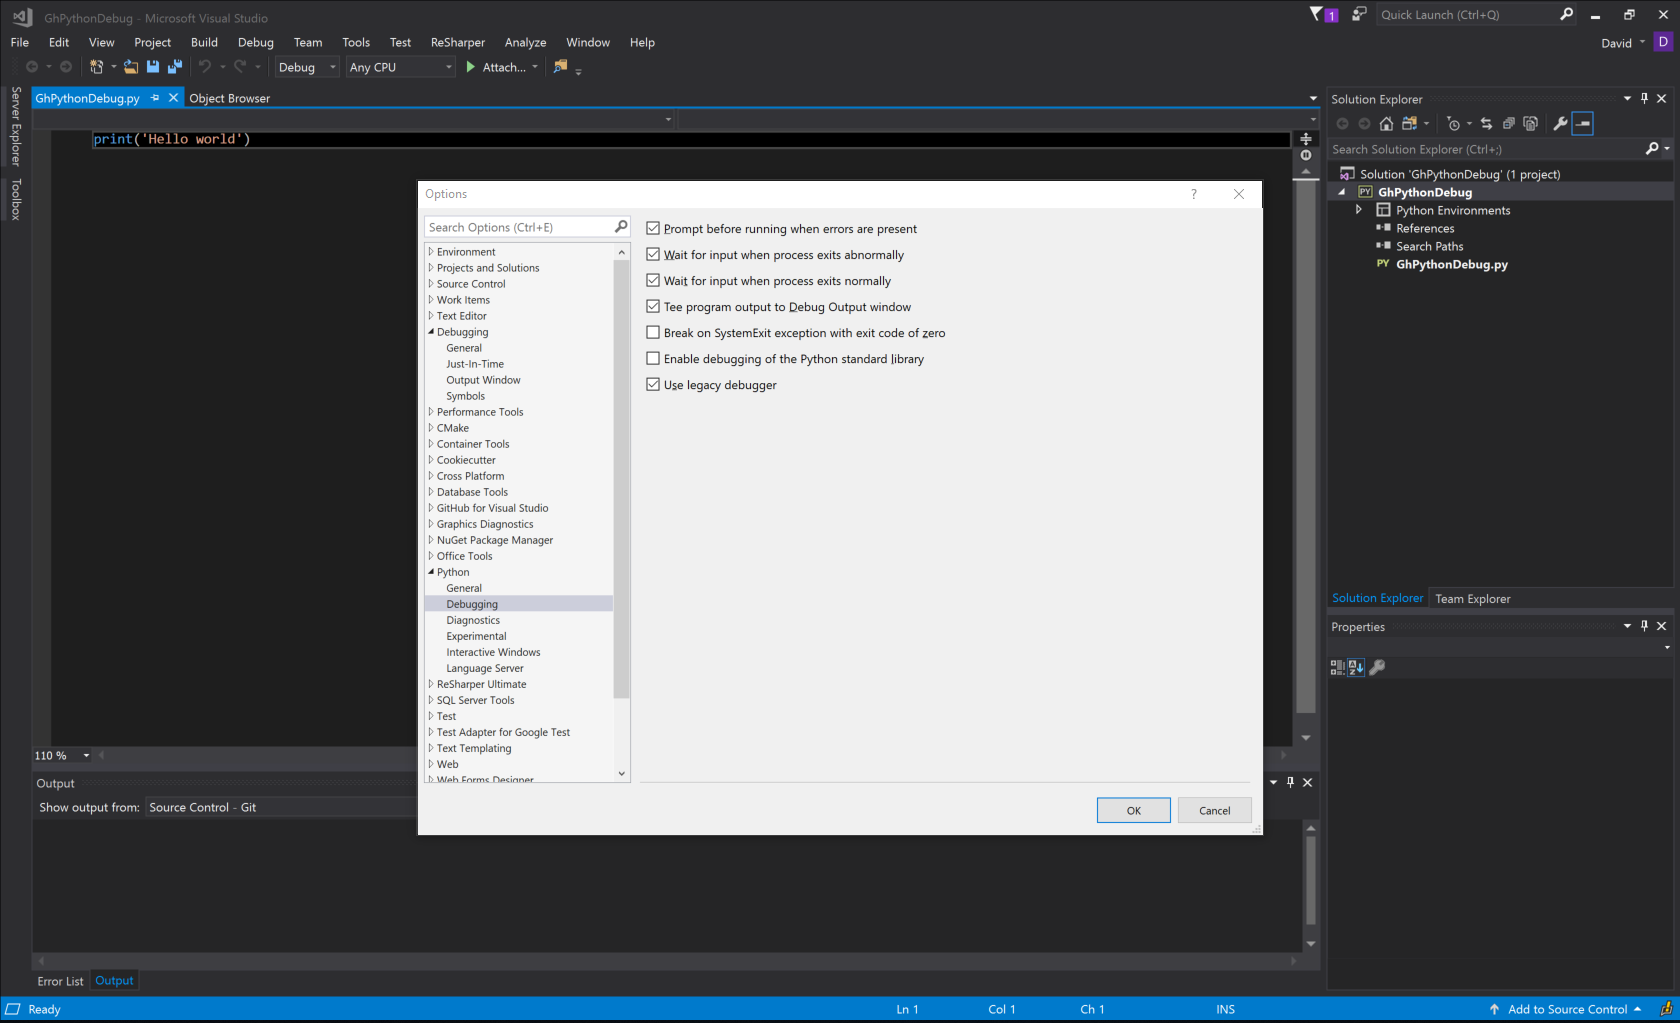 GhPythonDebug - Microsoft Visual Studio
1
Quick Launch (Ctrl+Q)
File Edit View Project Build Debug Team Tools Test ReSharper Analyze Window Help
David D
Debug Any CPU Attach...
Server Explorer
Toolbox
GhPythonDebug.py Object Browser
print('Hello world')
Options
?
Search Options (Ctrl+E)
Environment
Projects and Solutions
Source Control
Work Items
Text Editor
Debugging
General
Just-In-Time
Output Window
Symbols
Performance Tools
CMake
Container Tools
Cookiecutter
Cross Platform
Database Tools
GitHub for Visual Studio
Graphics Diagnostics
NuGet Package Manager
Office Tools
Python
General
Debugging
Diagnostics
Experimental
Interactive Windows
Language Server
ReSharper Ultimate
SQL Server Tools
Test
Test Adapter for Google Test
Text Templating
Web
Web Forms Designer
Prompt before running when errors are present
Wait for input when process exits abnormally
Wait for input when process exits normally
Tee program output to Debug Output window
Break on SystemExit exception with exit code of zero
Enable debugging of the Python standard library
Use legacy debugger
OK Cancel
110 %
Output
Show output from: Source Control - Git
Error List Output
Solution Explorer
Search Solution Explorer (Ctrl+;)
Solution 'GhPythonDebug' (1 project)
PY GhPythonDebug
Python Environments
References
Search Paths
PY GhPythonDebug.py
Solution Explorer Team Explorer
Properties
Ready Ln 1 Col 1 Ch 1 INS Add to Source Control